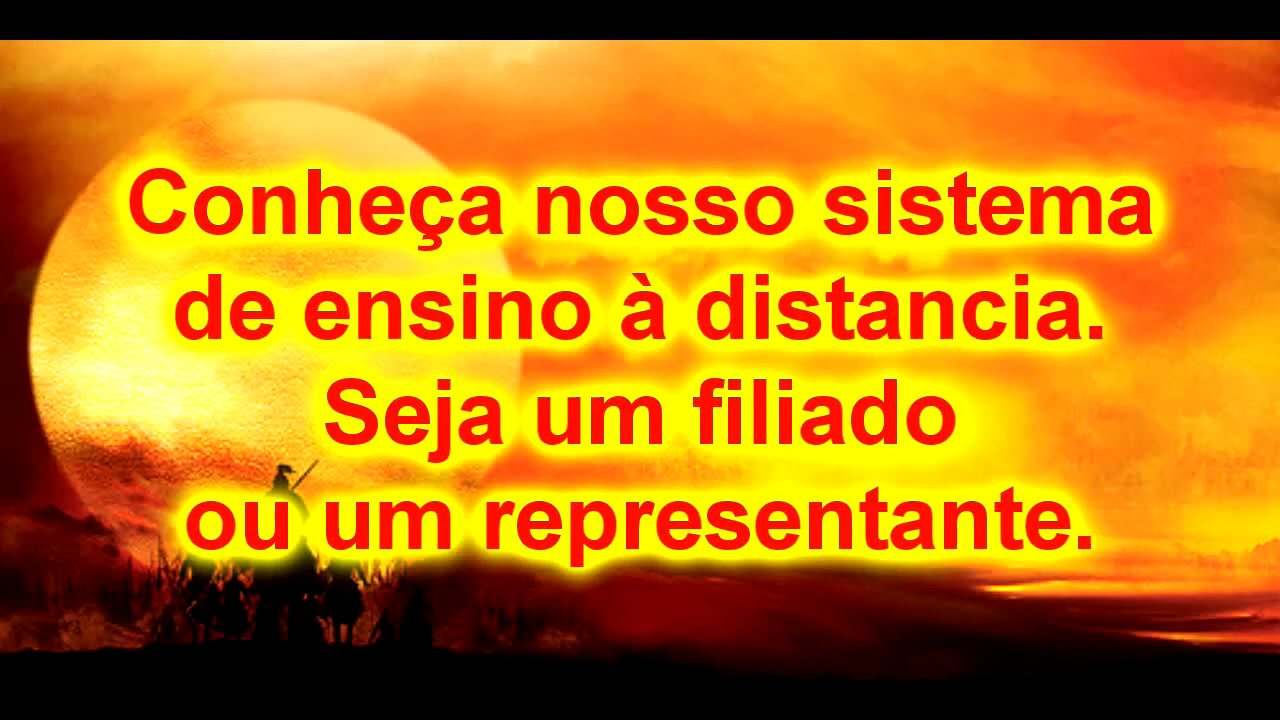 Conheça nosso sistema
de ensino à distancia.
Seja um filiado
ou um representante.